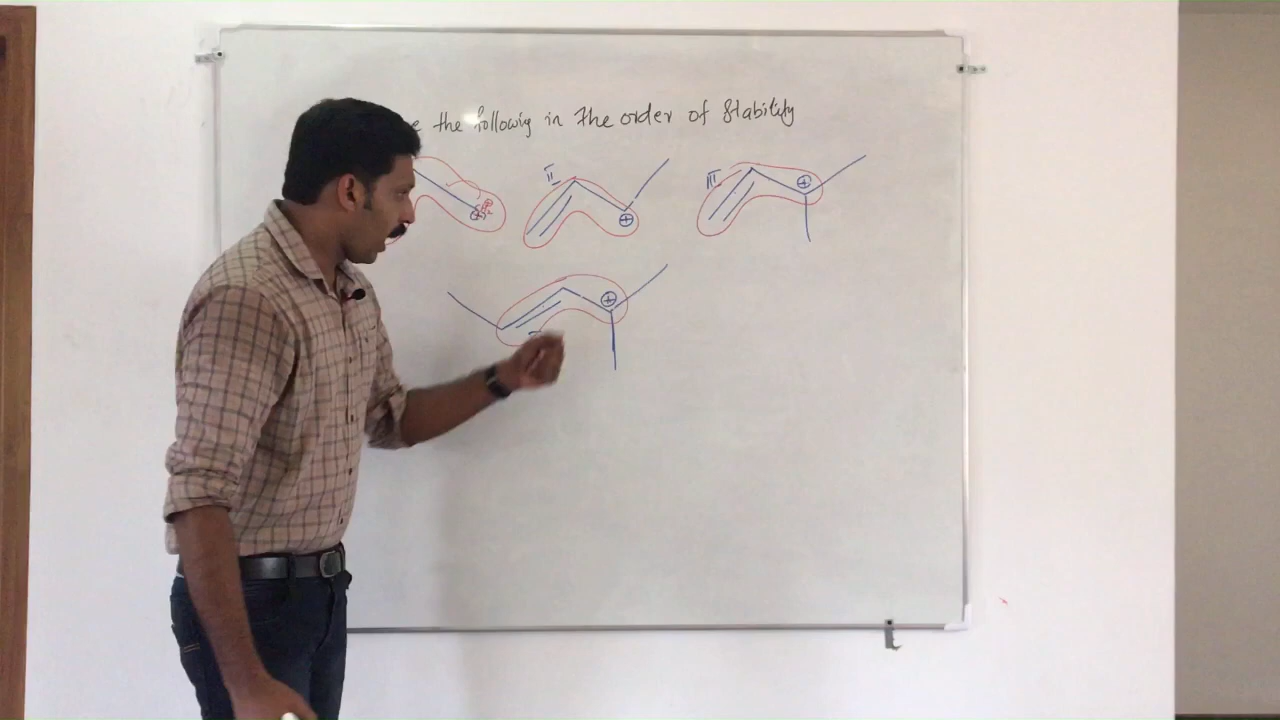 the followig in the order of Stability
II
III